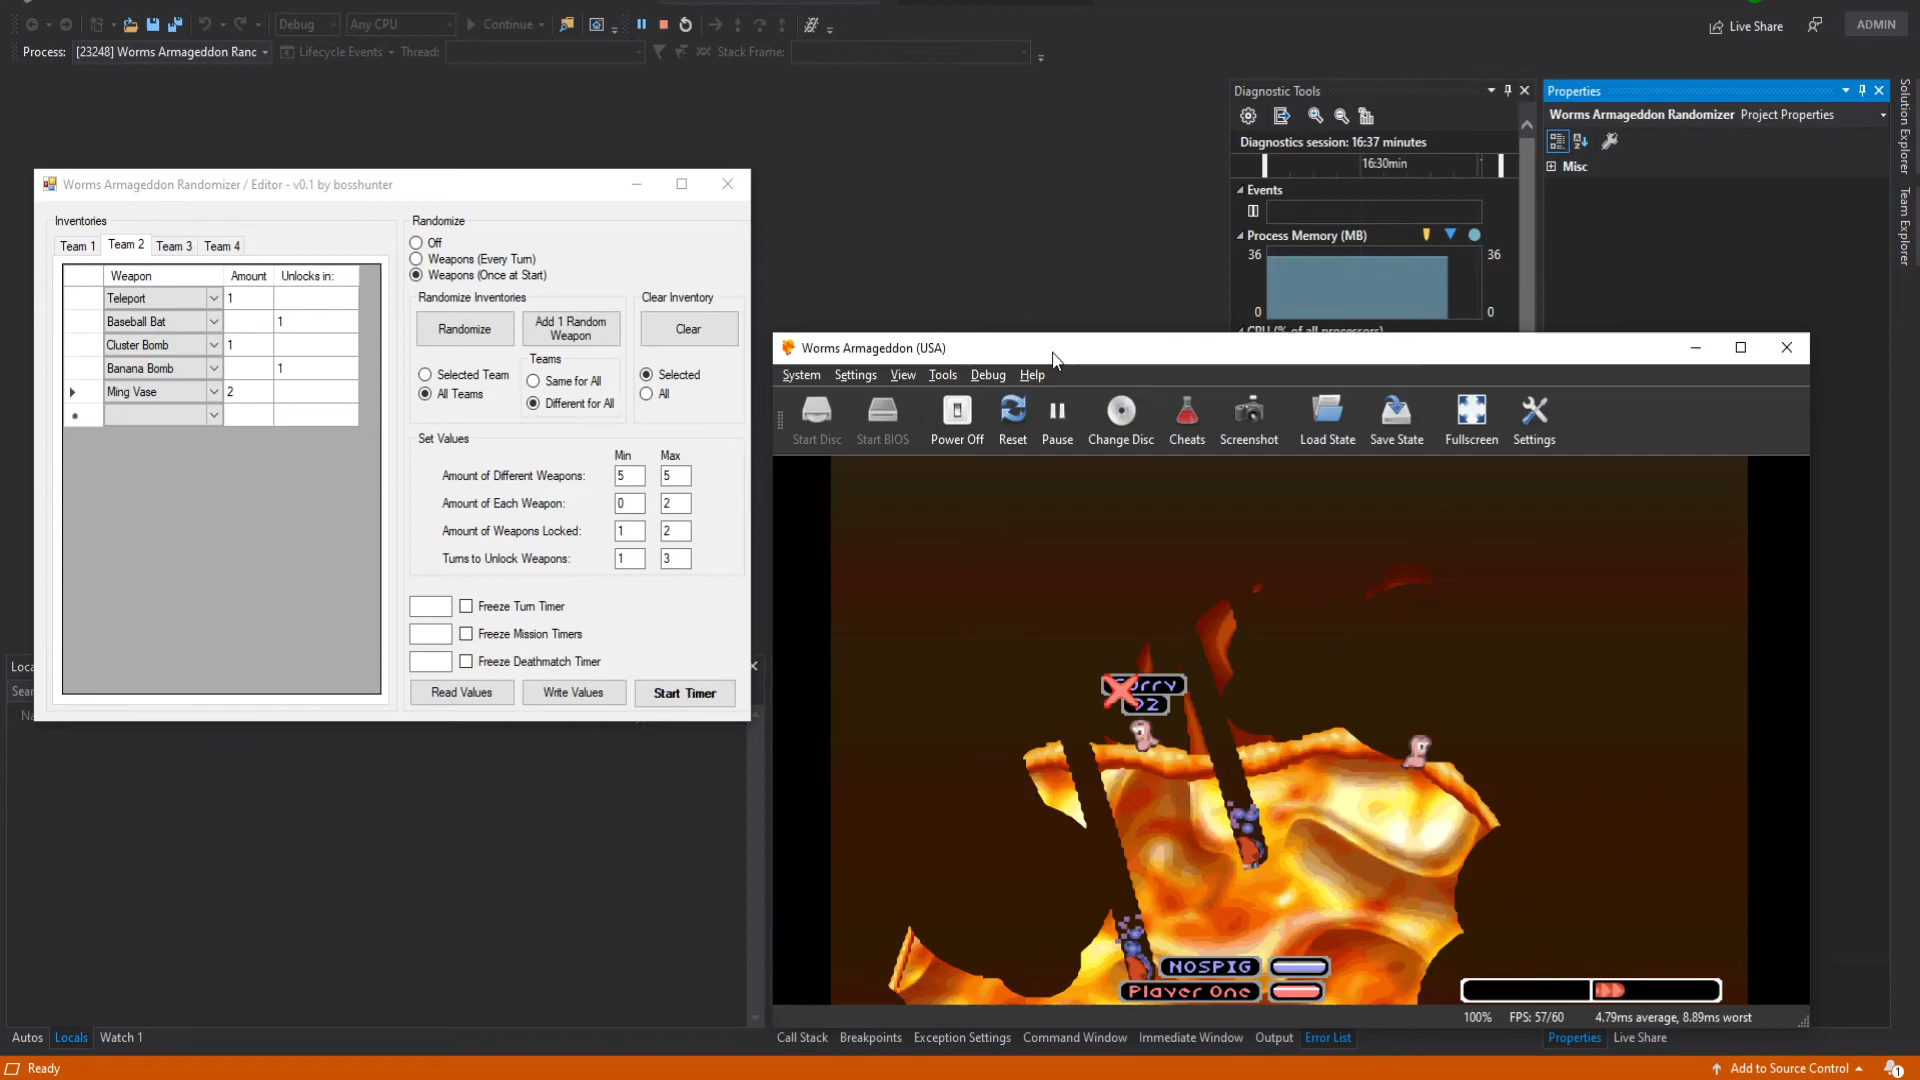 Debug
Any CPU
Continue
Live Share
ADMIN
Process: [23248] Worms Armageddon Ranc
Lifecycle Events
Thread:
Stack Frame:
Diagnostic Tools
Diagnostics session: 16:37 minutes
16:30min
Events
Process Memory (MB)
36
36
0
0
Properties
Worms Armageddon Randomizer Project Properties
Misc
Solution Explorer
Team Explorer
Worms Armageddon Randomizer / Editor - v0.1 by bosshunter
Inventories
Team 1
Team 2
Team 3
Team 4
Weapon Amount Unlocks in:
Teleport 1
Baseball Bat 1
Cluster Bomb 1
Banana Bomb 1
Ming Vase 2
Randomize
Off
Weapons (Every Turn)
Weapons (Once at Start)
Randomize Inventories
Randomize
Add 1 Random
Weapon
Selected Team
All Teams
Teams
Same for All
Different for All
Clear Inventory
Clear
Selected
All
Set Values
Min Max
Amount of Different Weapons: 5 5
Amount of Each Weapon: 0 2
Amount of Weapons Locked: 1 2
Turns to Unlock Weapons: 1 3
Freeze Turn Timer
Freeze Mission Timers
Freeze Deathmatch Timer
Read Values
Write Values
Start Timer
Worms Armageddon (USA)
System Settings View Tools Debug Help
Start Disc
Start BIOS
Power Off
Reset
Pause
Change Disc
Cheats
Screenshot
Load State
Save State
Fullscreen
Settings
92
NOSPIG
Player One
100% FPS: 57/60 4.79ms average, 8.89ms worst
Autos Locals Watch 1
Call Stack Breakpoints Exception Settings Command Window Immediate Window Output Error List
Properties Live Share
Ready
Add to Source Control
1